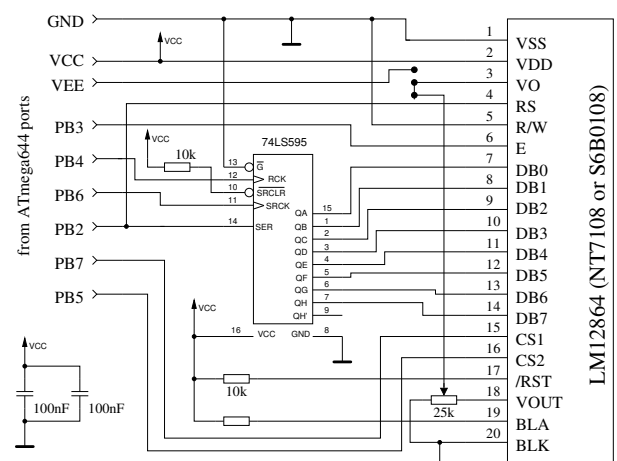 GND
VCC
VEE
PB3
PB4
PB6
PB2
PB7
PB5
from ATmega644 ports
VCC
VCC
10k
74LS595
13 G
12 RCK
10 SRCLR
11 SRCK
14 SER
QA 15
QB 1
QC 2
QD 3
QE 4
QF 5
QG 6
QH 7
QH' 9
16 VCC GND 8
VCC
10k
25k
VCC
100nF 100nF
1 VSS
2 VDD
3 VO
4 RS
5 R/W
6 E
7 DB0
8 DB1
9 DB2
10 DB3
11 DB4
12 DB5
13 DB6
14 DB7
15 CS1
16 CS2
17 /RST
18 VOUT
19 BLA
20 BLK
LM12864 (NT7108 or S6B0108)